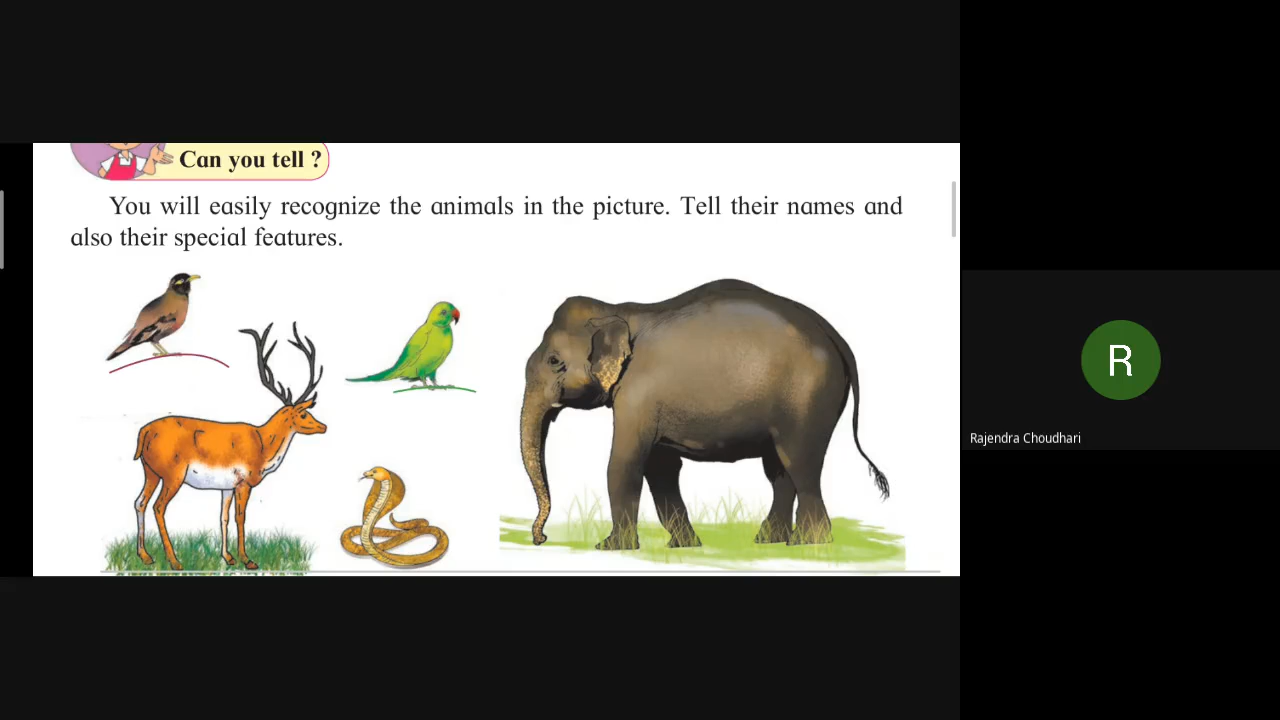 Can you tell ?
You will easily recognize the animals in the picture. Tell their names and
also their special features.
R
Rajendra Choudhari